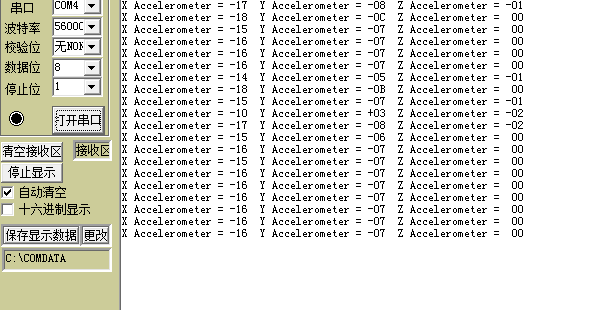 串口 COM4
波特率 5600
校验位 无NON
数据位 8
停止位 1
打开串口
清空接收区 接收区
停止显示
自动清空
十六进制显示
保存显示数据 更改
C:\COMDATA
X Accelerometer = -17 Y Accelerometer = -08 Z Accelerometer = -01
X Accelerometer = -18 Y Accelerometer = -0C Z Accelerometer = 00
X Accelerometer = -15 Y Accelerometer = -07 Z Accelerometer = 00
X Accelerometer = -16 Y Accelerometer = -07 Z Accelerometer = 00
X Accelerometer = -16 Y Accelerometer = -07 Z Accelerometer = 00
X Accelerometer = -16 Y Accelerometer = -07 Z Accelerometer = 00
X Accelerometer = -14 Y Accelerometer = -05 Z Accelerometer = -01
X Accelerometer = -18 Y Accelerometer = -0B Z Accelerometer = 00
X Accelerometer = -15 Y Accelerometer = -07 Z Accelerometer = -01
X Accelerometer = -10 Y Accelerometer = +03 Z Accelerometer = -02
X Accelerometer = -17 Y Accelerometer = -08 Z Accelerometer = -02
X Accelerometer = -15 Y Accelerometer = -06 Z Accelerometer = 00
X Accelerometer = -16 Y Accelerometer = -07 Z Accelerometer = 00
X Accelerometer = -15 Y Accelerometer = -07 Z Accelerometer = 00
X Accelerometer = -16 Y Accelerometer = -07 Z Accelerometer = 00
X Accelerometer = -16 Y Accelerometer = -07 Z Accelerometer = 00
X Accelerometer = -16 Y Accelerometer = -07 Z Accelerometer = 00
X Accelerometer = -16 Y Accelerometer = -07 Z Accelerometer = 00
X Accelerometer = -16 Y Accelerometer = -07 Z Accelerometer = 00
X Accelerometer = -16 Y Accelerometer = -07 Z Accelerometer = 00